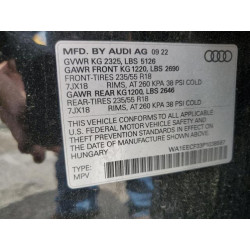 MFD. BY AUDI AG 09 22
GVWR KG 2325, LBS 5126
GAWR FRONT KG 1220, LBS 2690
FRONT-TIRES 235/55 R18
7JX18 RIMS, AT 260 KPA 38 PSI COLD
GAWR REAR KG1200, LBS 2646
REAR-TIRES 235/55 R18
7JX18 RIMS, AT 260 KPA 38 PSI COLD
THIS VEHICLE CONFORMS TO ALL APPLICABLE
U.S. FEDERAL MOTOR VEHICLE SAFETY AND
THEFT PREVENTION STANDARDS IN EFFECT ON
THE DATE OF MANUFACTURE SHOWN ABOVE.
HUNGARY
TYPE:
MPV